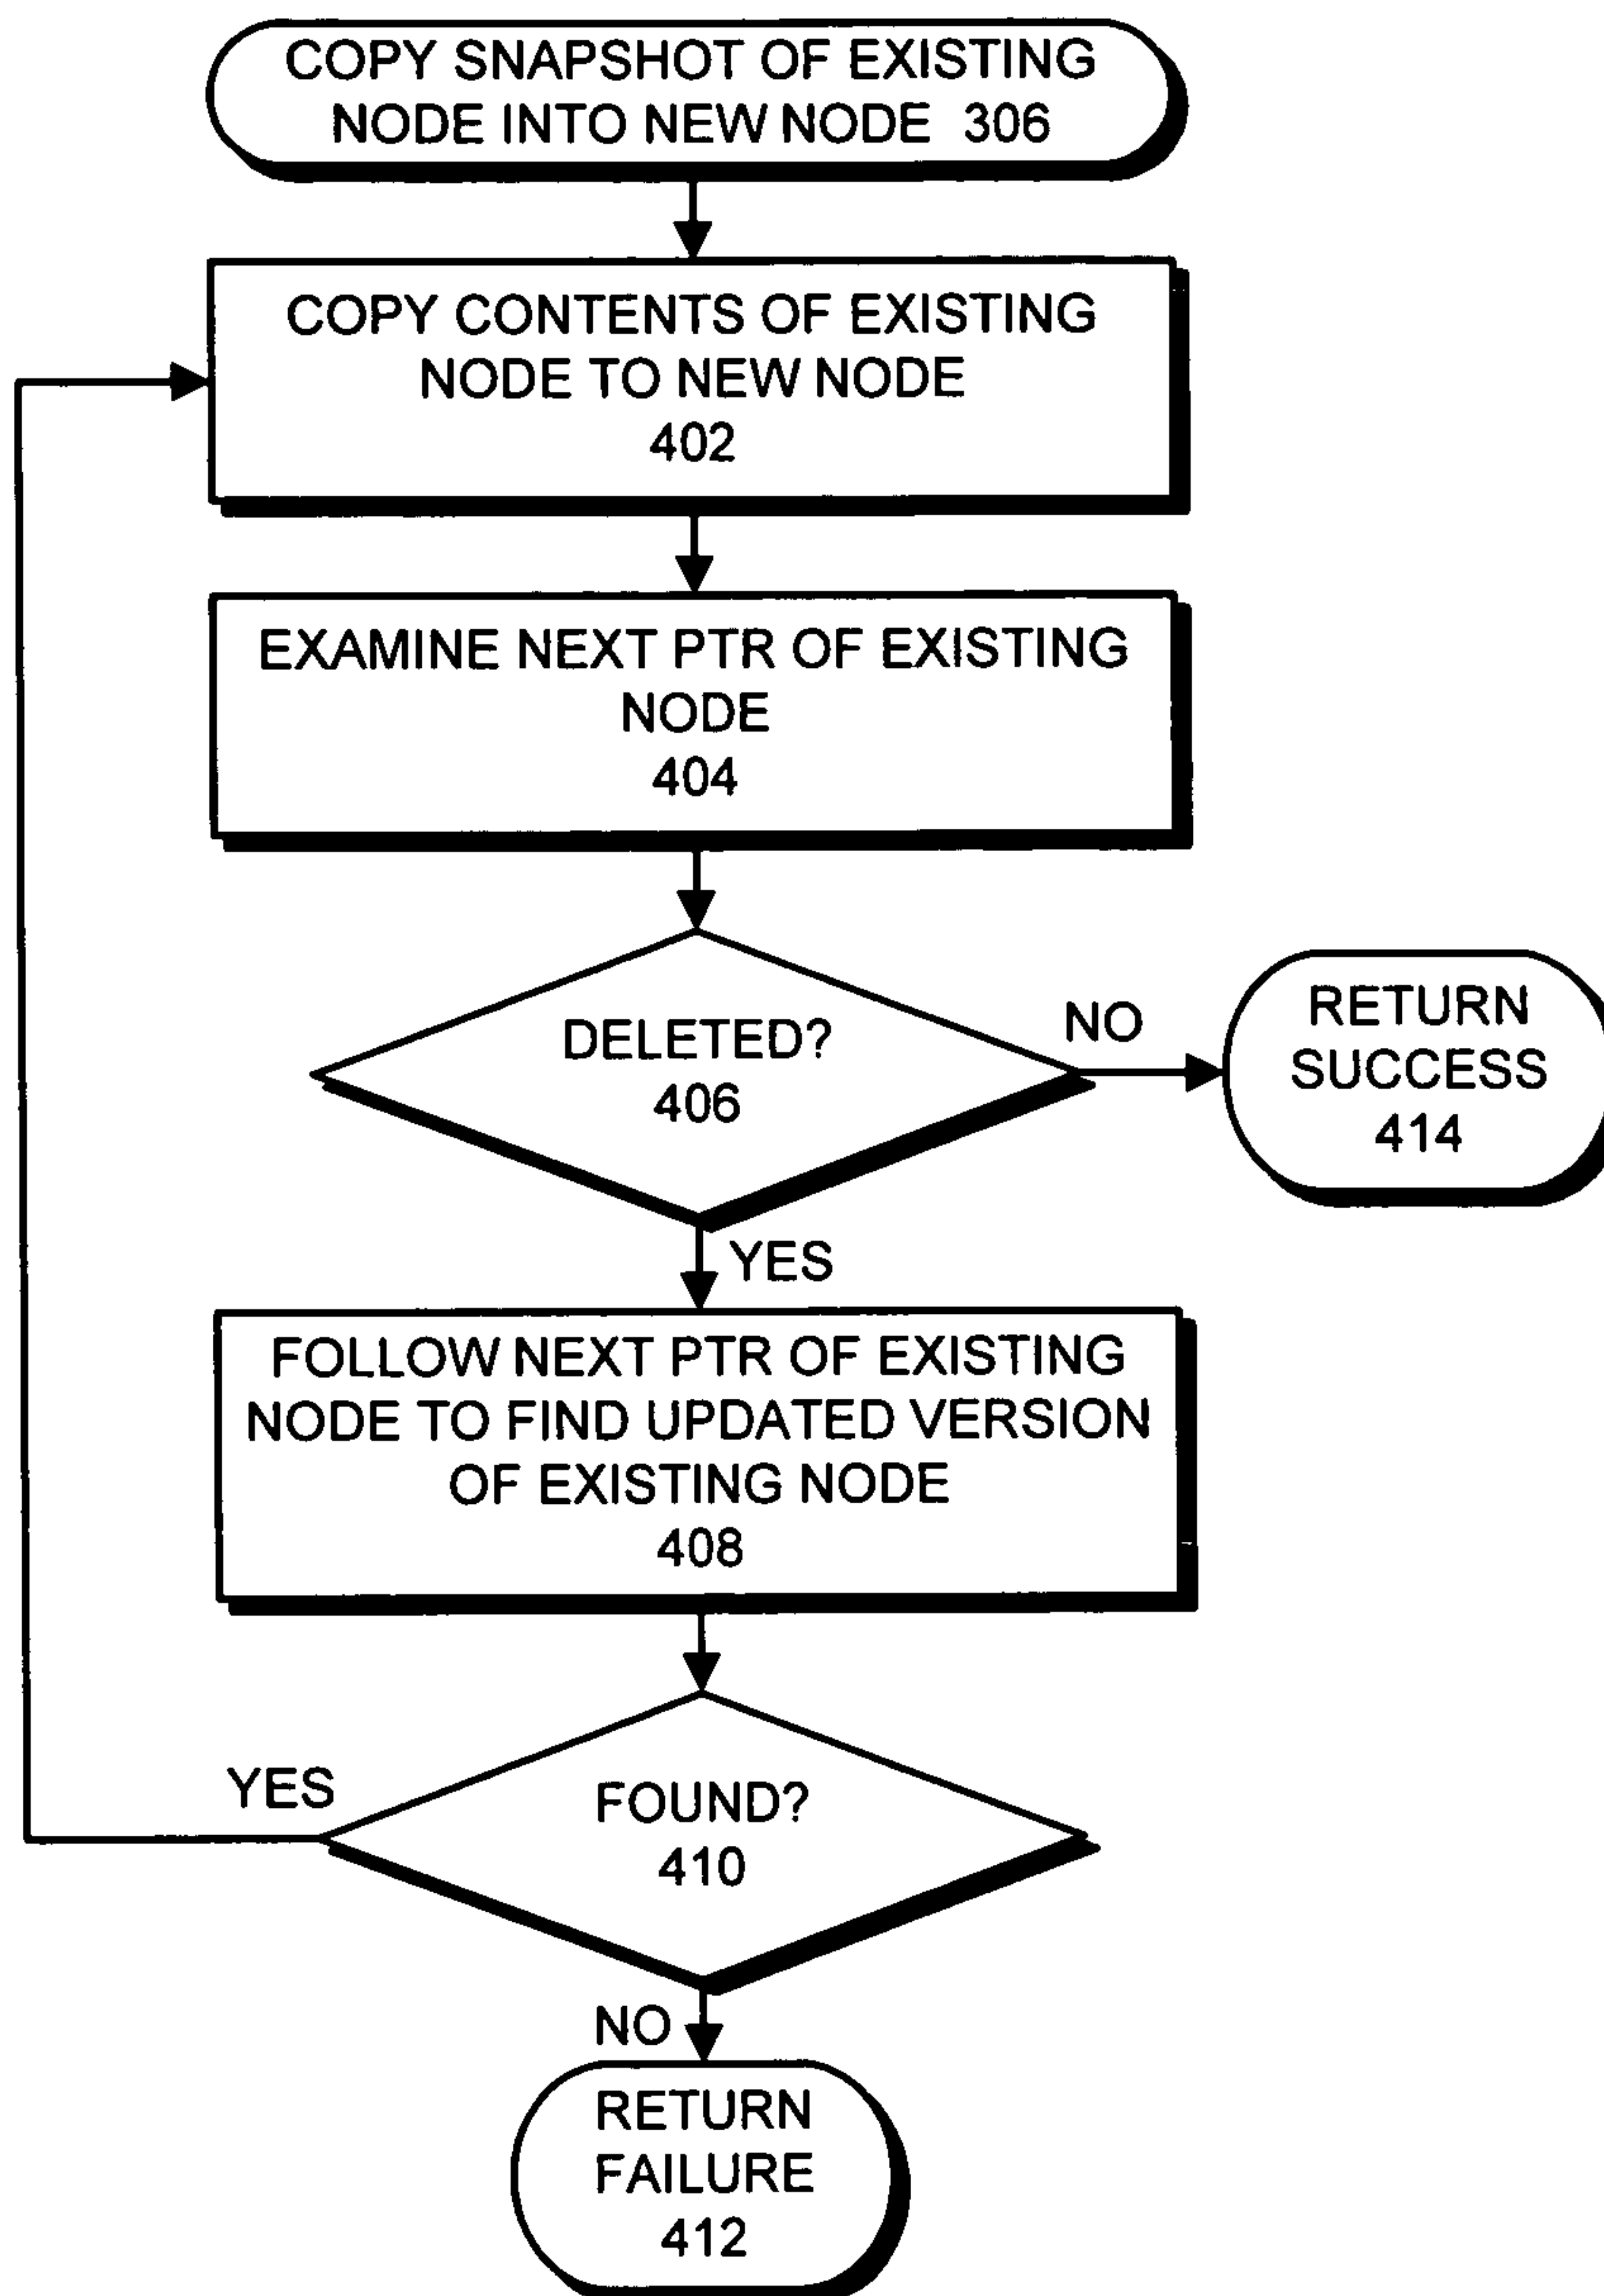 COPY SNAPSHOT OF EXISTING
NODE INTO NEW NODE 306
COPY CONTENTS OF EXISTING
NODE TO NEW NODE
402
EXAMINE NEXT PTR OF EXISTING
NODE
404
DELETED?
406
NO
RETURN
SUCCESS
414
YES
FOLLOW NEXT PTR OF EXISTING
NODE TO FIND UPDATED VERSION
OF EXISTING NODE
408
YES
FOUND?
410
NO
RETURN
FAILURE
412